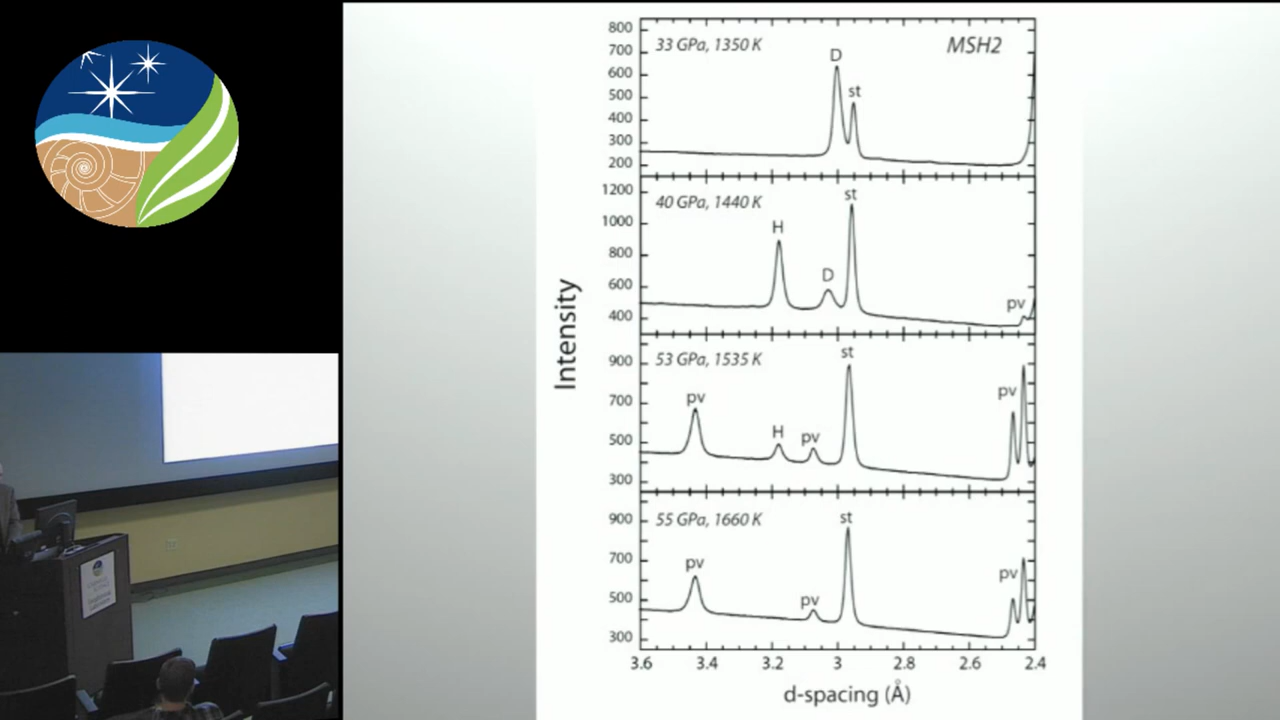 MSH2
33 GPa, 1350 K
D
st
800
700
600
500
400
300
200
40 GPa, 1440 K
st
H
D
pv
1200
1000
800
600
400
53 GPa, 1535 K
st
pv
H
pv
pv
900
700
500
300
55 GPa, 1660 K
st
pv
pv
pv
900
700
500
300
3.6 3.4 3.2 3 2.8 2.6 2.4
d-spacing (Å)
Intensity